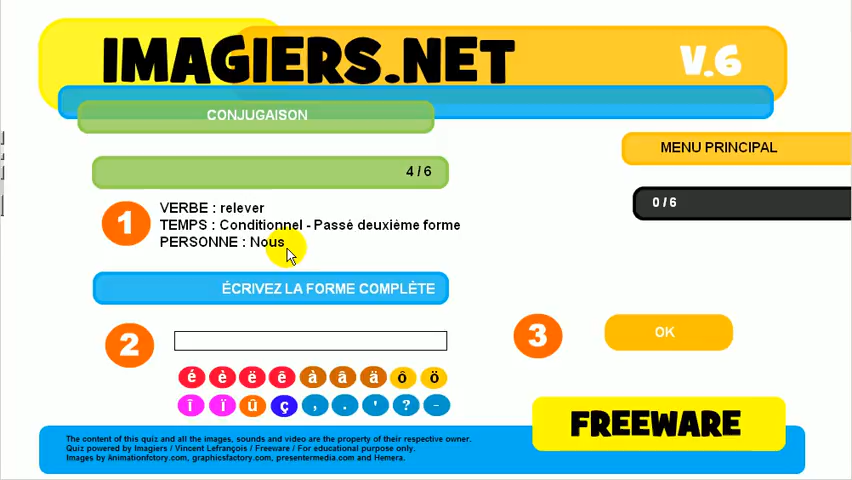 IMAGIERS.NET
V.6
CONJUGAISON
MENU PRINCIPAL
4 / 6
0 / 6
1
VERBE : relever
TEMPS : Conditionnel - Passé deuxième forme
PERSONNE : Nous
ÉCRIVEZ LA FORME COMPLÈTE
2
3
OK
é è ë ê à â ä ô ö
î ï û ç , . ' ? -
FREEWARE
The content of this quiz and all the images, sounds and video are the property of their respective owner.
Quiz powered by Imagiers / Vincent Lefrançois / Freeware / For educational purpose only.
Images by Animationfctory.com, graphicsfactory.com, presentermedia.com and Hemera.